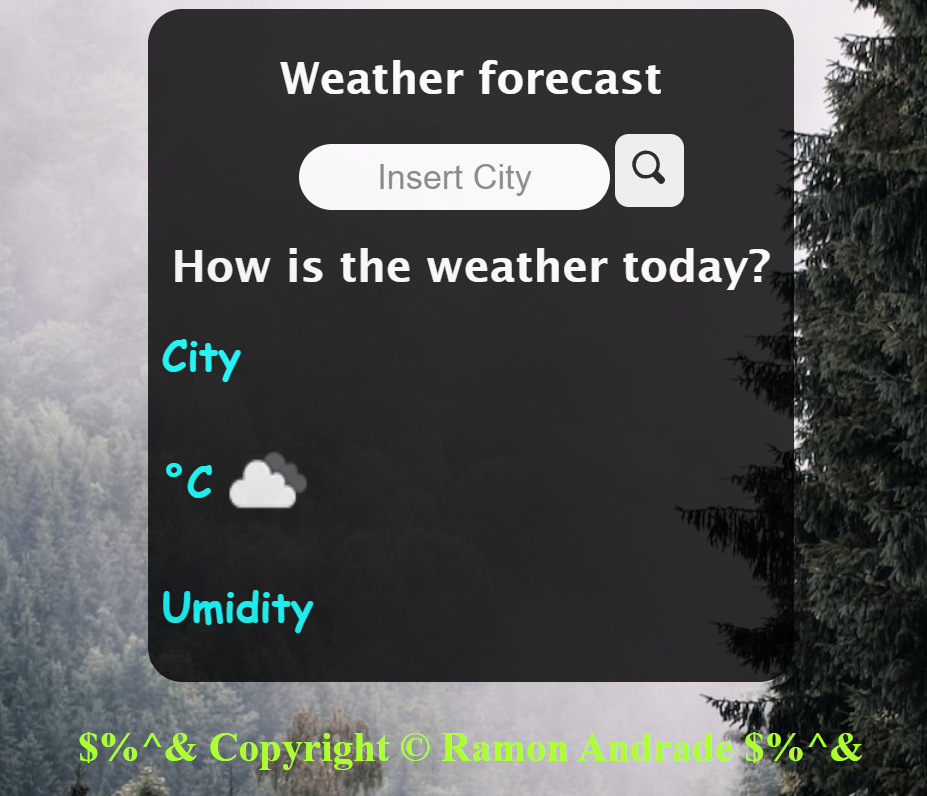 Weather forecast
Insert City
How is the weather today?
City
°C
Umidity
$%^& Copyright © Ramon Andrade $%^&